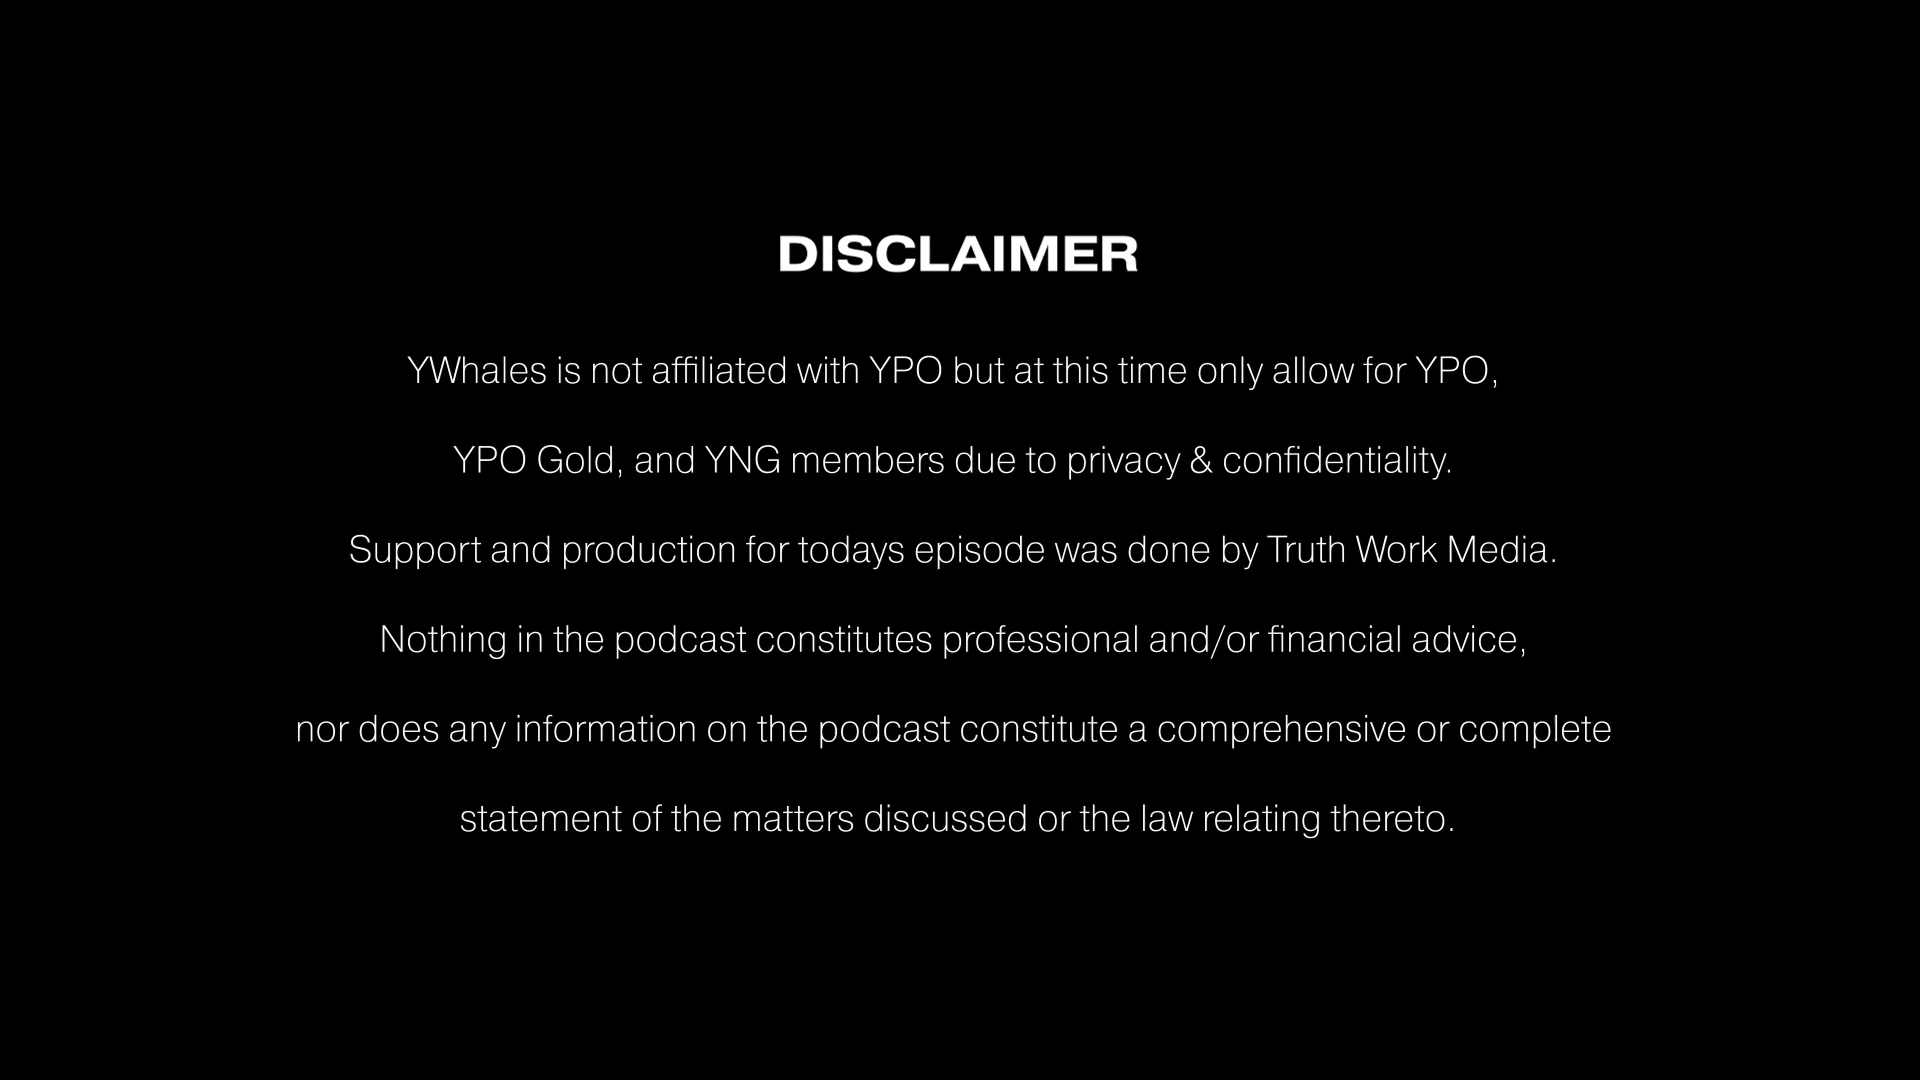 DISCLAIMER
YWhales is not affiliated with YPO but at this time only allow for YPO,
YPO Gold, and YNG members due to privacy & confidentiality.
Support and production for todays episode was done by Truth Work Media.
Nothing in the podcast constitutes professional and/or financial advice,
nor does any information on the podcast constitute a comprehensive or complete
statement of the matters discussed or the law relating thereto.